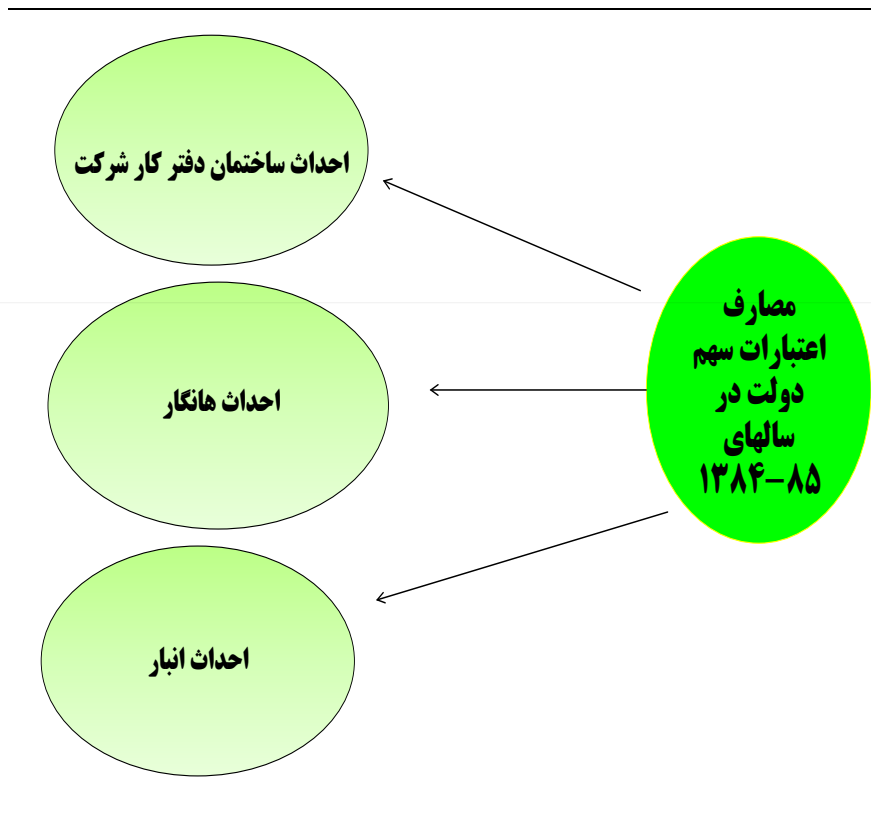 مصارف
اعتبارات سهم
دولت در
سالهای
۱۳۸۴-۸۵
احداث ساختمان دفتر کار شرکت
احداث هانگار
احداث انبار